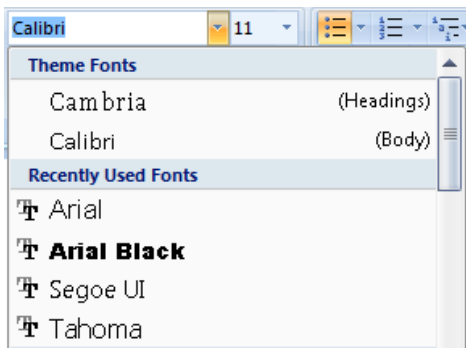 Calibri 11
Theme Fonts
Cambria (Headings)
Calibri (Body)
Recently Used Fonts
Arial
Arial Black
Segoe UI
Tahoma